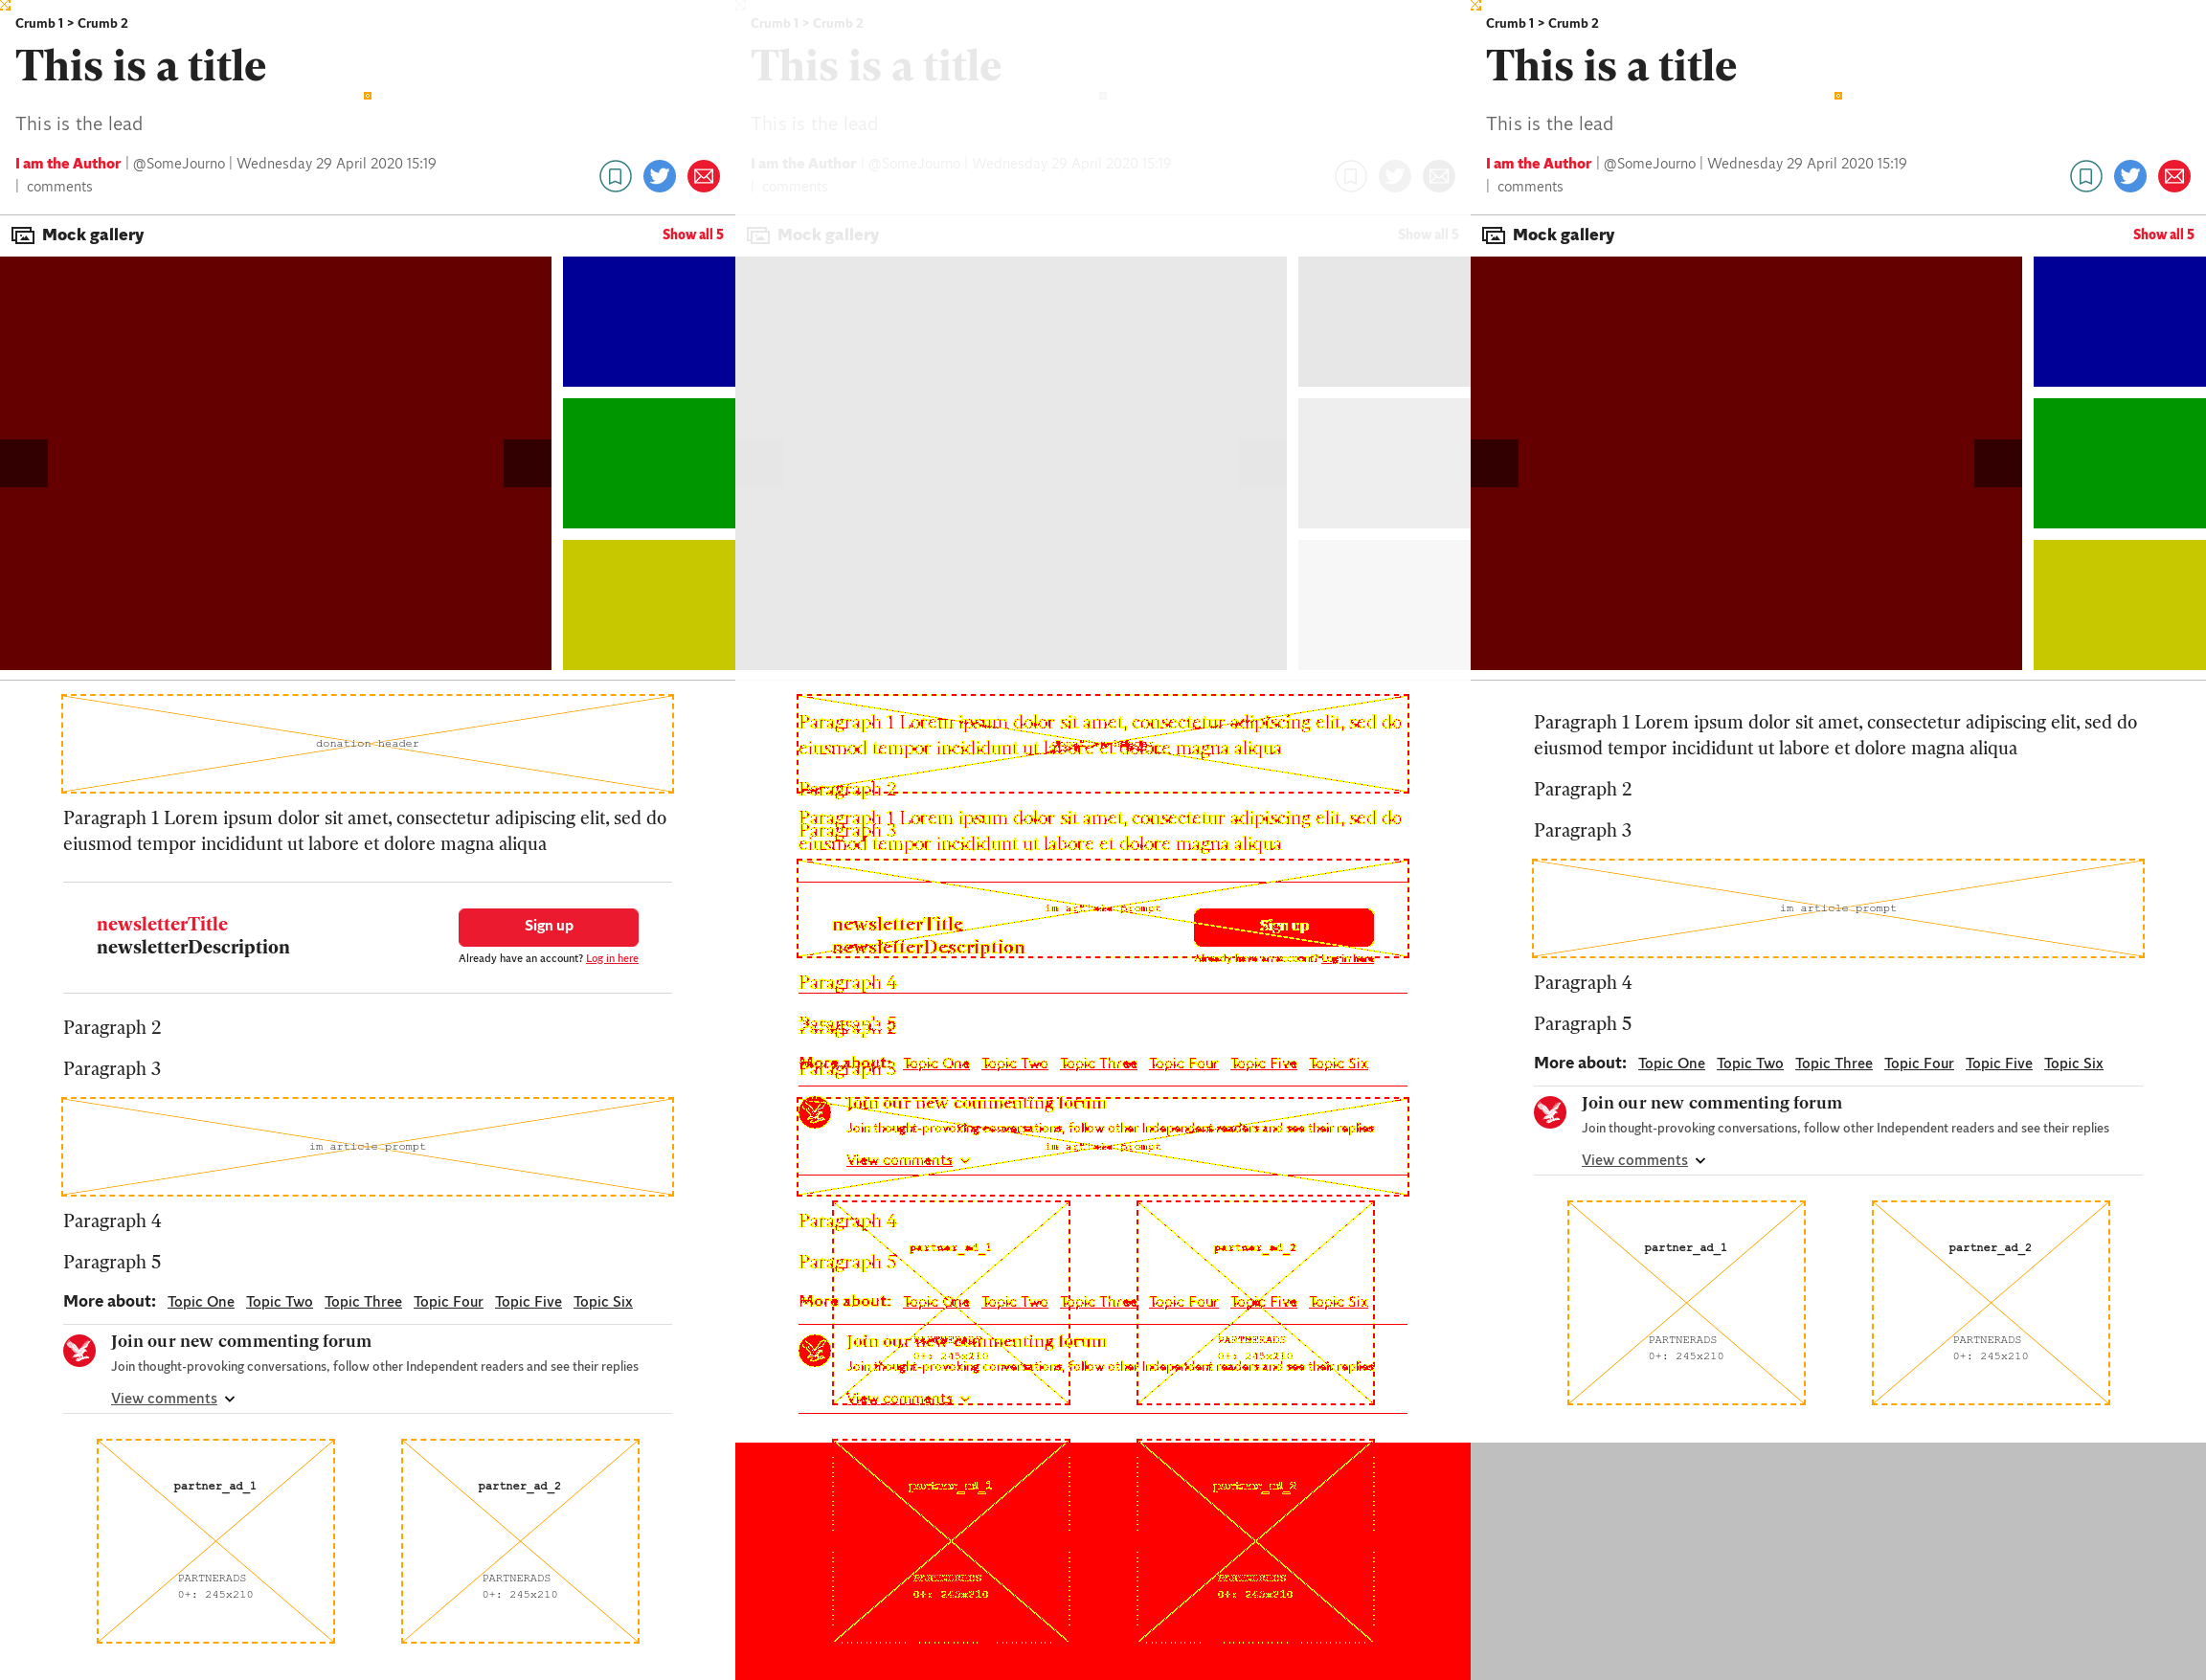 Crumb 1 > Crumb 2
This is a title
This is the lead
I am the Author | @SomeJourno | Wednesday 29 April 2020 15:19
| comments
Mock gallery
Show all 5
donation header
Paragraph 1 Lorem ipsum dolor sit amet, consectetur adipiscing elit, sed do
eiusmod tempor incididunt ut labore et dolore magna aliqua
newsletterTitle
newsletterDescription
Sign up
Already have an account? Log in here
Paragraph 2
Paragraph 3
im article prompt
Paragraph 4
Paragraph 5
More about: Topic One Topic Two Topic Three Topic Four Topic Five Topic Six
Join our new commenting forum
Join thought-provoking conversations, follow other Independent readers and see their replies
View comments
partner_ad_1
PARTNERADS
0+: 245x210
partner_ad_2
PARTNERADS
0+: 245x210
Crumb 1 > Crumb 2
This is a title
This is the lead
I am the Author | @SomeJourno | Wednesday 29 April 2020 15:19
| comments
Mock gallery
Show all 5
Paragraph 1 Lorem ipsum dolor sit amet, consectetur adipiscing elit, sed do
eiusmod tempor incididunt ut labore et dolore magna aliqua
Paragraph 2
Paragraph 1 Lorem ipsum dolor sit amet, consectetur adipiscing elit, sed do
Paragraph 3
eiusmod tempor incididunt ut labore et dolore magna aliqua
im article prompt
newsletterTitle
newsletterDescription
Sign up
Already have an account? Log in here
Paragraph 4
Paragraph 5
More about: Topic One Topic Two Topic Three Topic Four Topic Five Topic Six
Join our new commenting forum
Join thought-provoking conversations, follow other Independent readers and see their replies
im article prompt
View comments
Paragraph 4
partner_ad_1
partner_ad_2
Paragraph 5
More about: Topic One Topic Two Topic Three Topic Four Topic Five Topic Six
Join our new commenting forum
PARTNERADS
0+: 245x210
PARTNERADS
0+: 245x210
Join thought-provoking conversations, follow other Independent readers and see their replies
View comments
partner_ad_1
partner_ad_2
PARTNERADS
0+: 245x210
PARTNERADS
0+: 245x210
Crumb 1 > Crumb 2
This is a title
This is the lead
I am the Author | @SomeJourno | Wednesday 29 April 2020 15:19
| comments
Mock gallery
Show all 5
Paragraph 1 Lorem ipsum dolor sit amet, consectetur adipiscing elit, sed do
eiusmod tempor incididunt ut labore et dolore magna aliqua
Paragraph 2
Paragraph 3
im article prompt
Paragraph 4
Paragraph 5
More about: Topic One Topic Two Topic Three Topic Four Topic Five Topic Six
Join our new commenting forum
Join thought-provoking conversations, follow other Independent readers and see their replies
View comments
partner_ad_1
PARTNERADS
0+: 245x210
partner_ad_2
PARTNERADS
0+: 245x210